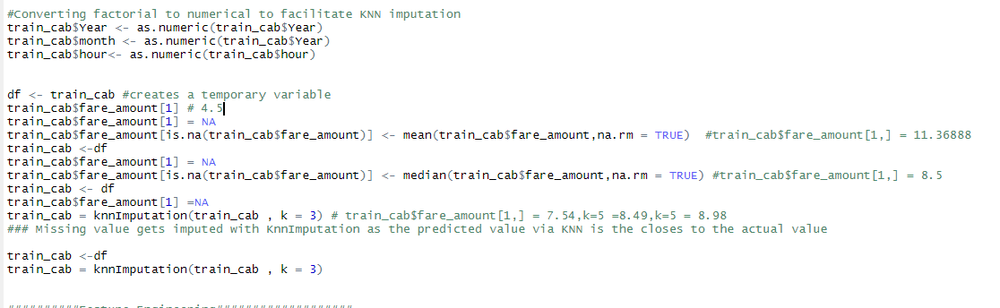 #Converting factorial to numerical to facilitate KNN imputation
train_cab$Year <- as.numeric(train_cab$Year)
train_cab$month <- as.numeric(train_cab$Year)
train_cab$hour<- as.numeric(train_cab$hour)
df <- train_cab #creates a temporary variable
train_cab$fare_amount[1] # 4.5
train_cab$fare_amount[1] = NA
train_cab$fare_amount[is.na(train_cab$fare_amount)] <- mean(train_cab$fare_amount,na.rm = TRUE)  #train_cab$fare_amount[1,] = 11.36888
train_cab <-df
train_cab$fare_amount[1] = NA
train_cab$fare_amount[is.na(train_cab$fare_amount)] <- median(train_cab$fare_amount,na.rm = TRUE) #train_cab$fare_amount[1,] = 8.5
train_cab <- df
train_cab$fare_amount[1] =NA
train_cab = knnImputation(train_cab , k = 3) # train_cab$fare_amount[1,] = 7.54,k=5 =8.49,k=5 = 8.98
### Missing value gets imputed with KnnImputation as the predicted value via KNN is the closes to the actual value
train_cab <-df
train_cab = knnImputation(train_cab , k = 3)